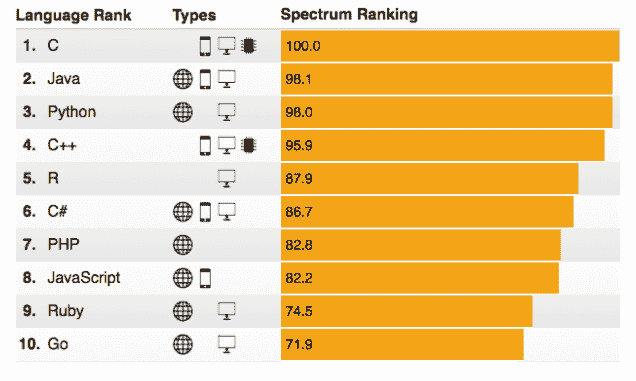 Language Rank Types Spectrum Ranking
1. C 100.0
2. Java 98.1
3. Python 98.0
4. C++ 95.9
5. R 87.9
6. C# 86.7
7. PHP 82.8
8. JavaScript 82.2
9. Ruby 74.5
10. Go 71.9